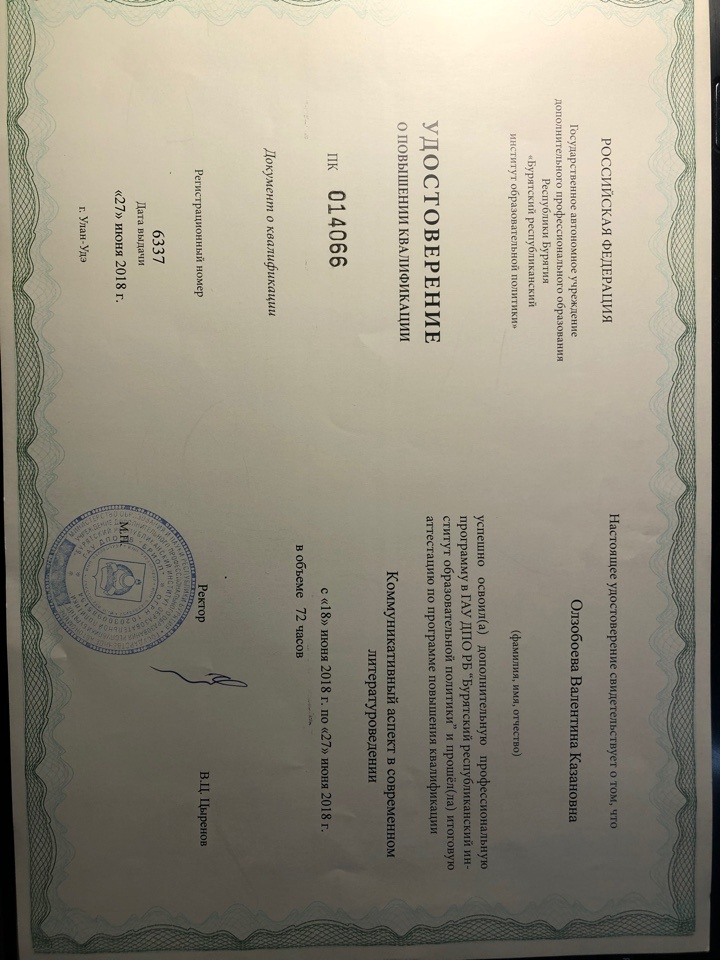 РОССИЙСКАЯ ФЕДЕРАЦИЯ
Государственное автономное учреждение
дополнительного профессионального образования
Республики Бурятия
«Бурятский республиканский
институт образовательной политики»
УДОСТОВЕРЕНИЕ
О ПОВЫШЕНИИ КВАЛИФИКАЦИИ
ПК 014066
Документ о квалификации
Регистрационный номер
6337
Дата выдачи
«27» июня 2018 г.
г. Улан-Удэ
Настоящее удостоверение свидетельствует о том, что
Олзобоева Валентина Казановна
(фамилия, имя, отчество)
успешно освоил(а) дополнительную профессиональную
программу в ГАУ ДПО РБ "Бурятский республиканский ин-
ститут образовательной политики" и прошёл(ла) итоговую
аттестацию по программе повышения квалификации
Коммуникативный аспект в современном
литературоведении
с «18» июня 2018 г. по «27» июня 2018 г.
в объеме 72 часов
Ректор В.Ц. Цыренов
М.П.